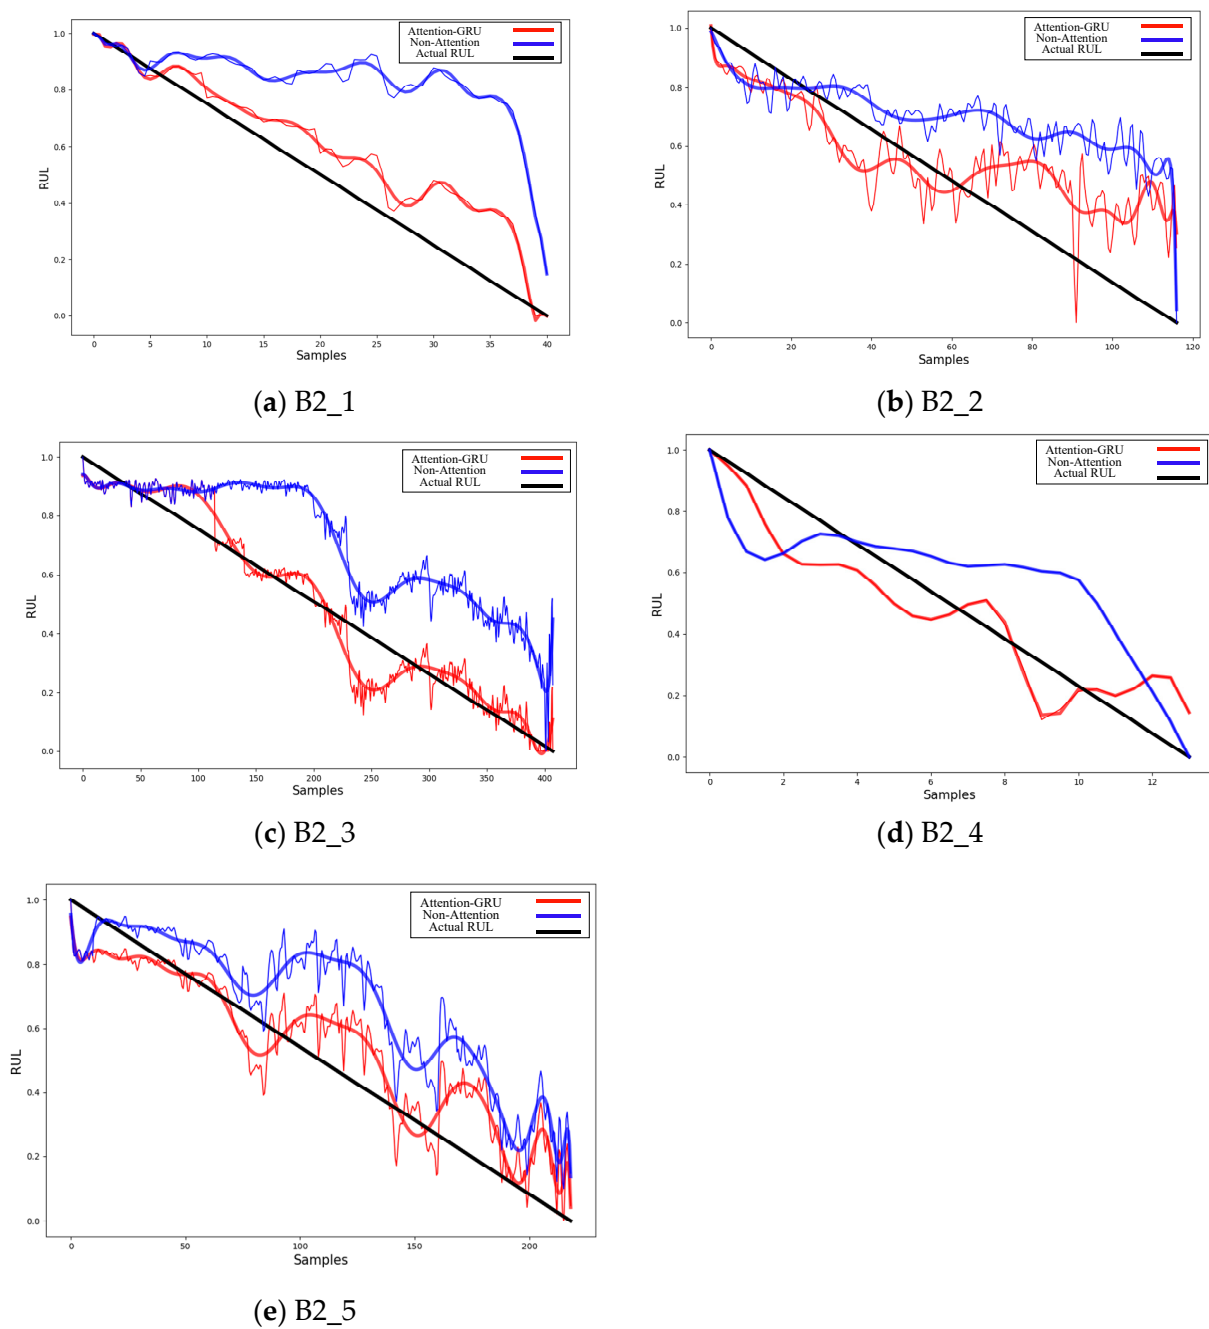 Attention-GRU
Non-Attention
Actual RUL
1.0
0.8
0.6
0.4
0.2
0.0
RUL
0 5 10 15 20 25 30 35 40
Samples
(a) B2_1
Attention-GRU
Non-Attention
Actual RUL
1.0
0.8
0.6
0.4
0.2
0.0
RUL
0 20 40 60 80 100 120
Samples
(b) B2_2
Attention-GRU
Non-Attention
Actual RUL
1.0
0.8
0.6
0.4
0.2
0.0
RUL
0 50 100 150 200 250 300 350 400
Samples
(c) B2_3
Attention-GRU
Non-Attention
Actual RUL
1.0
0.8
0.6
0.4
0.2
0.0
RUL
0 2 4 6 8 10 12
Samples
(d) B2_4
Attention-GRU
Non-Attention
Actual RUL
1.0
0.8
0.6
0.4
0.2
0.0
RUL
0 50 100 150 200
Samples
(e) B2_5